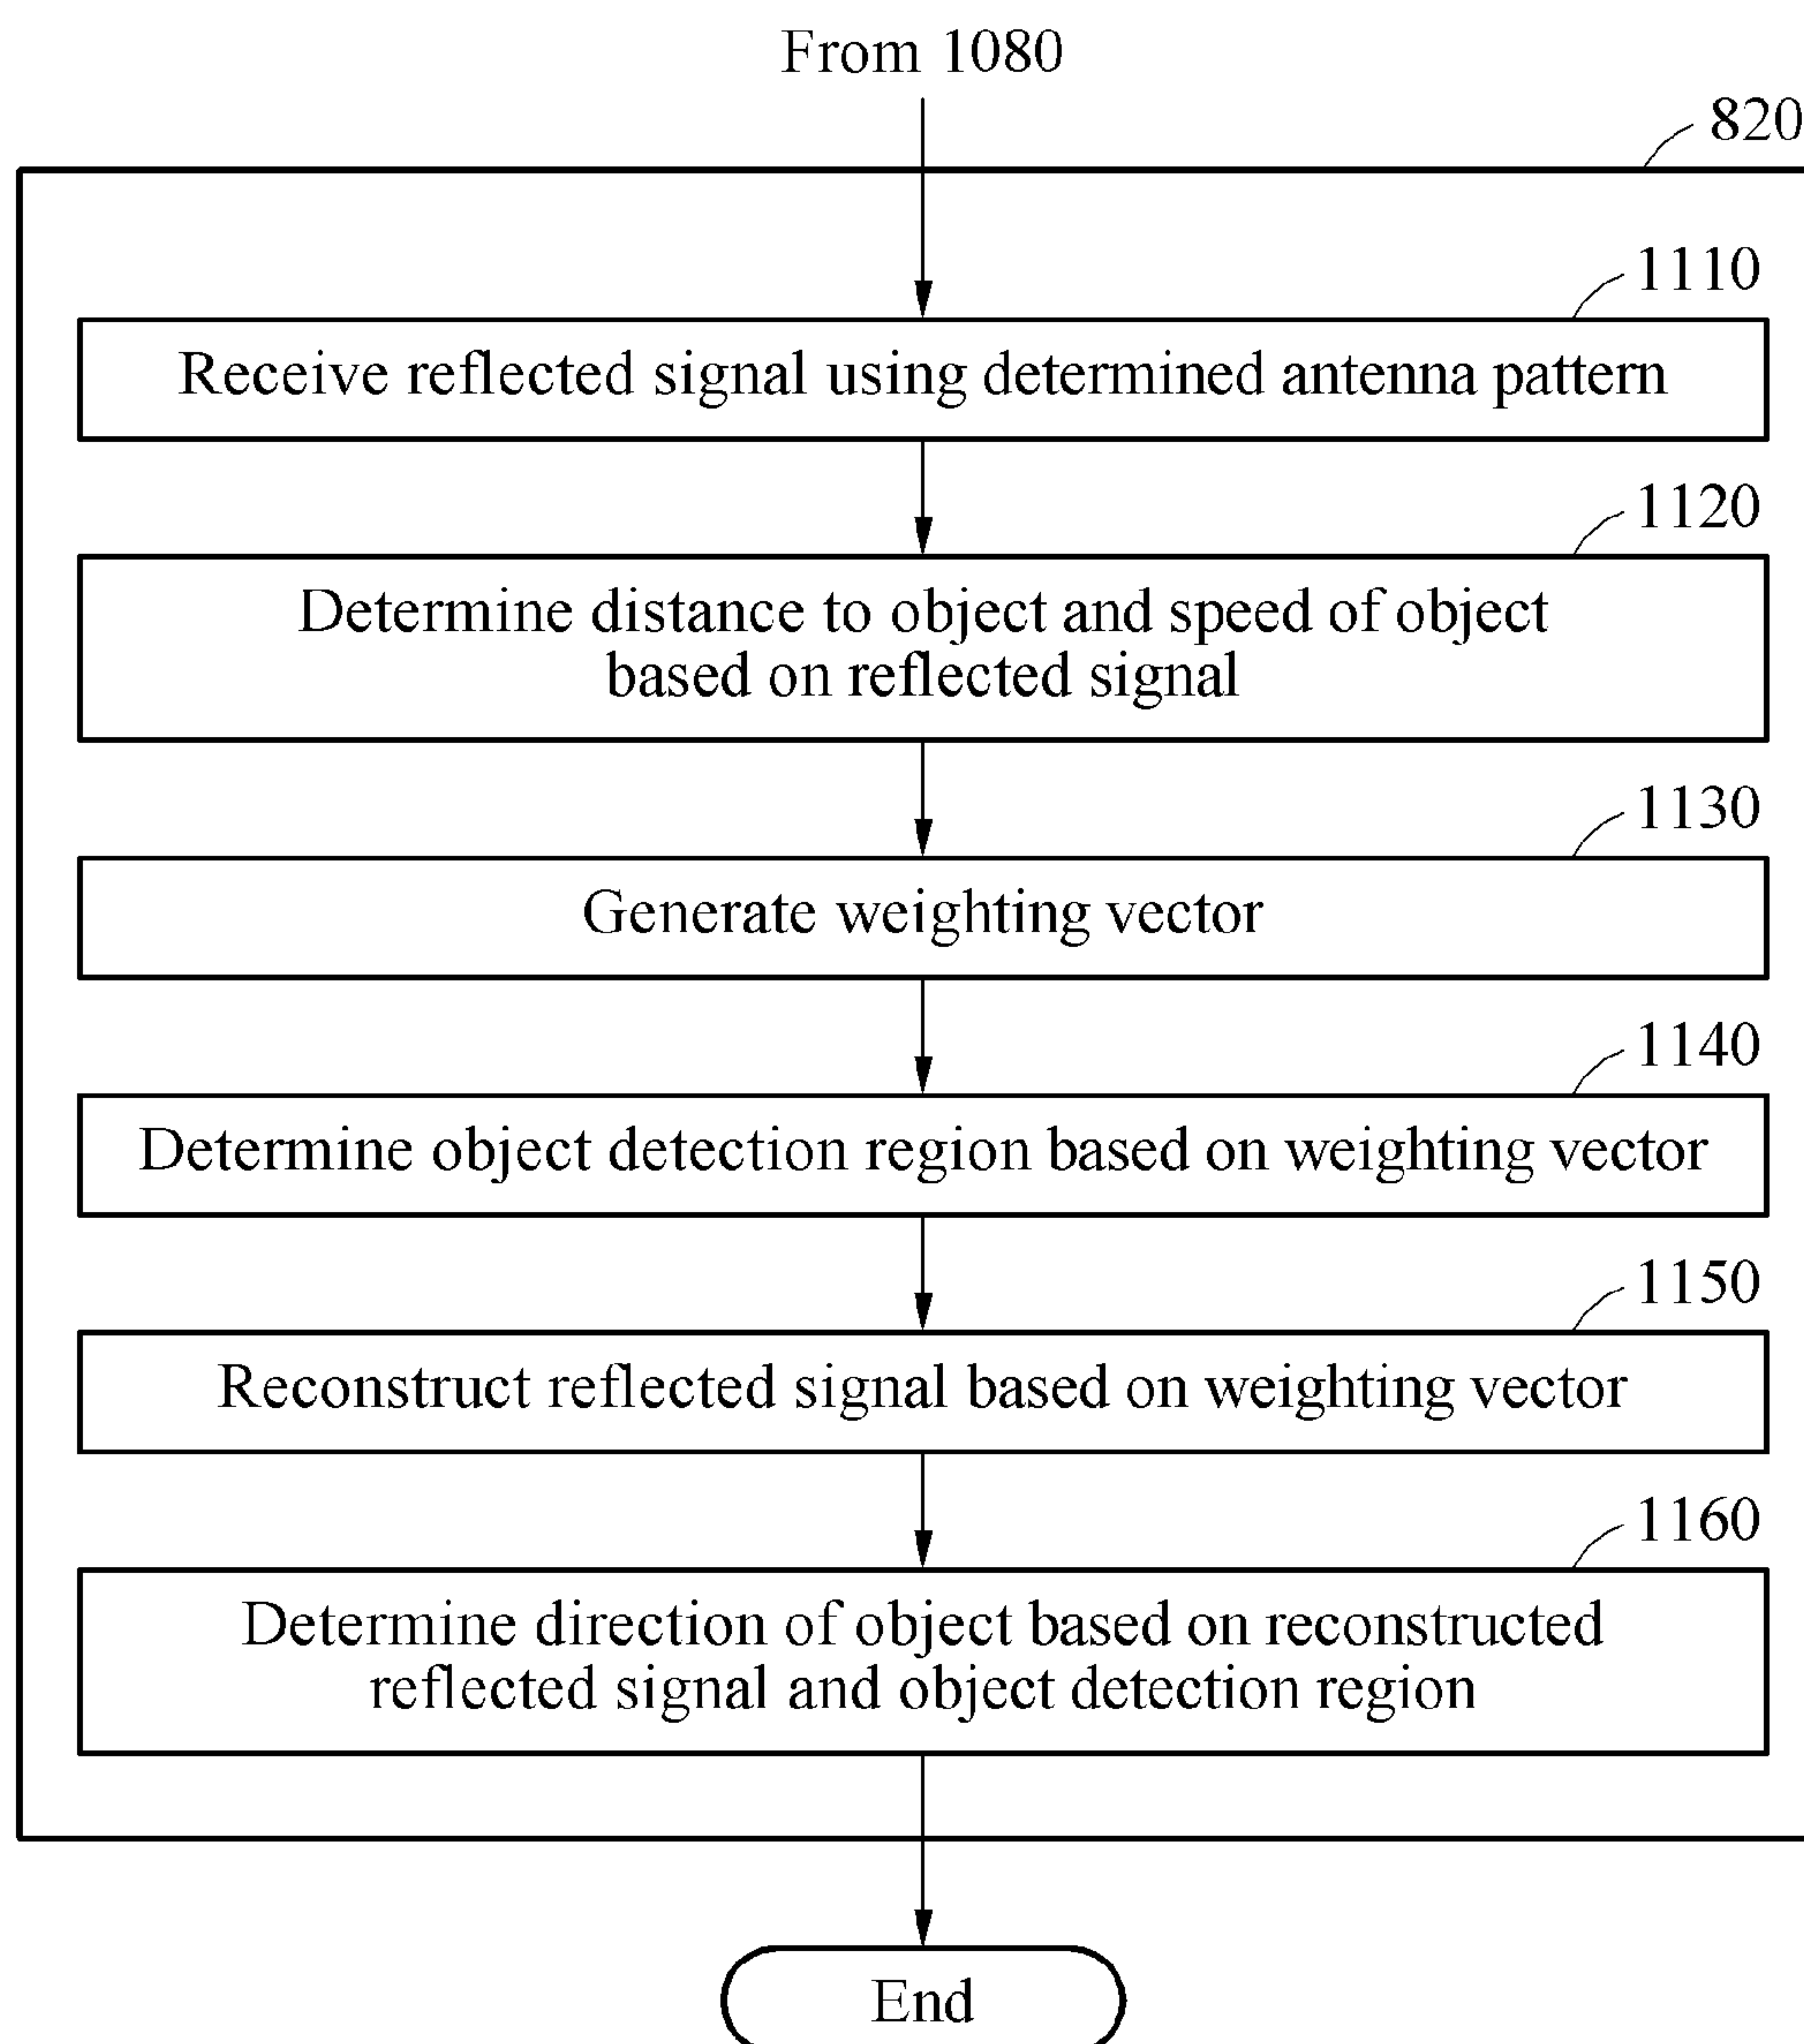 From 1080
820
1110
Receive reflected signal using determined antenna pattern
1120
Determine distance to object and speed of object
based on reflected signal
1130
Generate weighting vector
1140
Determine object detection region based on weighting vector
1150
Reconstruct reflected signal based on weighting vector
1160
Determine direction of object based on reconstructed
reflected signal and object detection region
End